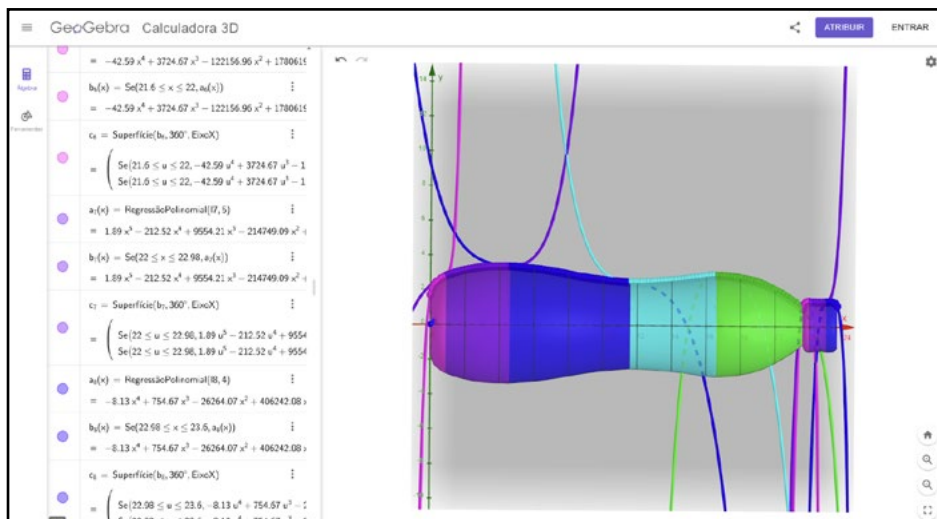 GeoGebra Calculadora 3D
ATRIBUIR
ENTRAR
= −42.59 x⁴ + 3724.67 x³ − 122156.96 x² + 1780619
b₆(x) = Se(21.6 ≤ x ≤ 22, a₆(x))
= −42.59 x⁴ + 3724.67 x³ − 122156.96 x² + 1780619
c₆ = Superfície(b₆, 360°, EixoX)
Se(21.6 ≤ u ≤ 22, −42.59 u⁴ + 3724.67 u³ − 1
= Se(21.6 ≤ u ≤ 22, −42.59 u⁴ + 3724.67 u³ − 1
a₇(x) = RegressãoPolinomial(l7, 5)
= 1.89 x⁵ − 212.52 x⁴ + 9554.21 x³ − 214749.09 x² +
b₇(x) = Se(22 ≤ x ≤ 22.98, a₇(x))
= 1.89 x⁵ − 212.52 x⁴ + 9554.21 x³ − 214749.09 x² +
c₇ = Superfície(b₇, 360°, EixoX)
Se(22 ≤ u ≤ 22.98, 1.89 u⁵ − 212.52 u⁴ + 9554
= Se(22 ≤ u ≤ 22.98, 1.89 u⁵ − 212.52 u⁴ + 9554
a₈(x) = RegressãoPolinomial(l8, 4)
= −8.13 x⁴ + 754.67 x³ − 26264.07 x² + 406242.08 x
b₈(x) = Se(22.98 ≤ x ≤ 23.6, a₈(x))
= −8.13 x⁴ + 754.67 x³ − 26264.07 x² + 406242.08 x
c₈ = Superfície(b₈, 360°, EixoX)
Se(22.98 ≤ u ≤ 23.6, −8.13 u⁴ + 754.67 u³ − 2
Álgebra
Ferramentas
y
14
x
24